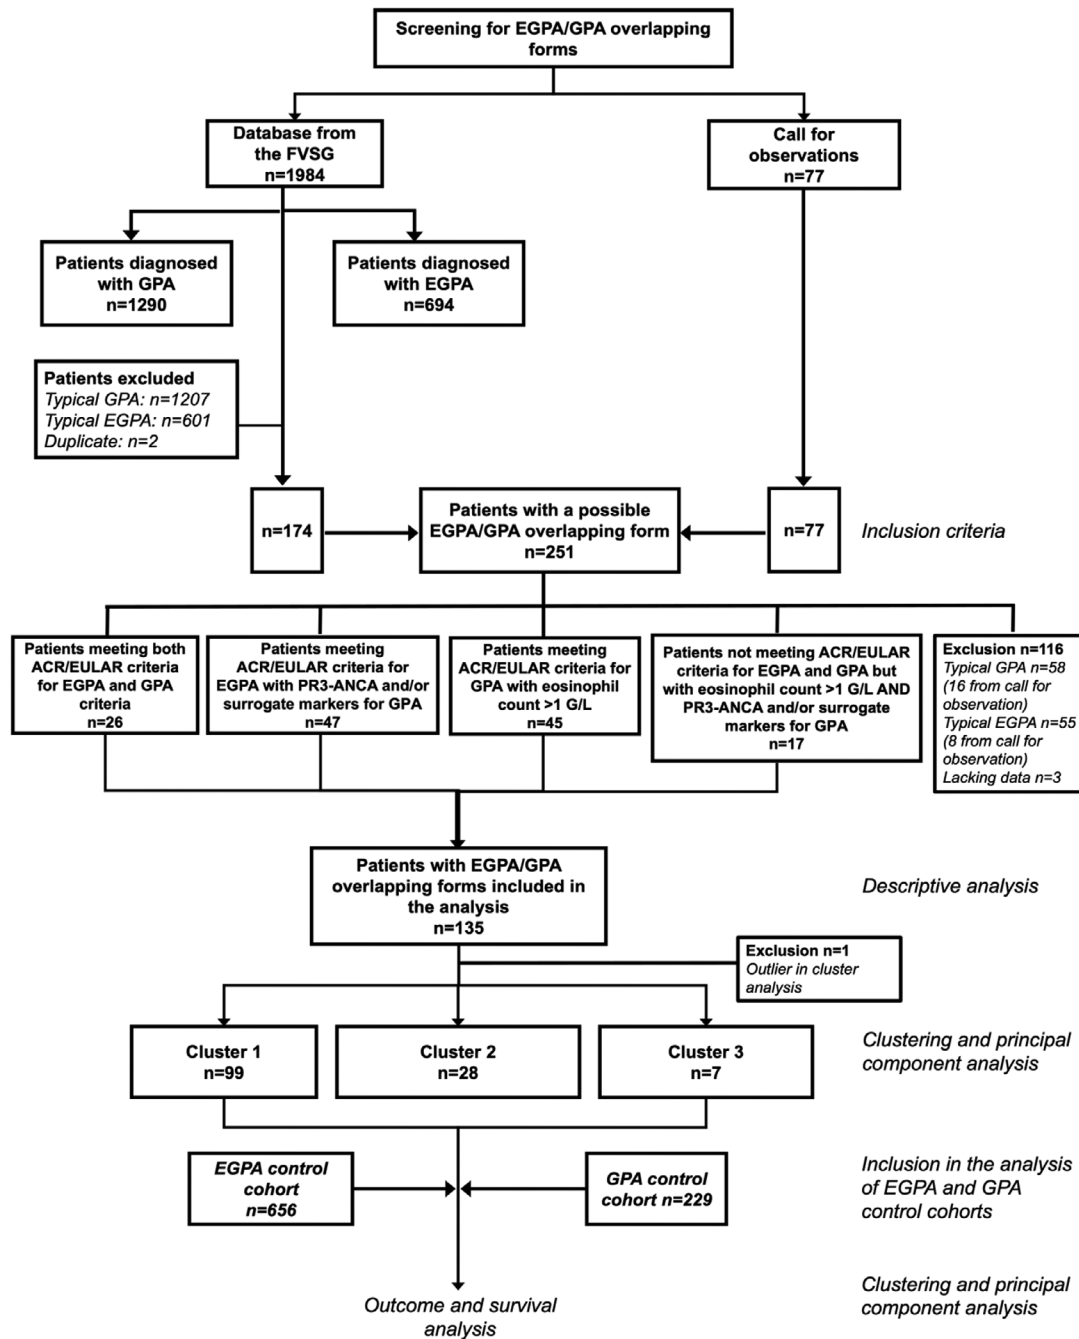 Screening for EGPA/GPA overlapping
forms
Database from
the FVSG
n=1984
Call for
observations
n=77
Patients diagnosed
with GPA
n=1290
Patients diagnosed
with EGPA
n=694
Patients excluded
Typical GPA: n=1207
Typical EGPA: n=601
Duplicate: n=2
n=174
Patients with a possible
EGPA/GPA overlapping form
n=251
n=77
Inclusion criteria
Patients meeting both
ACR/EULAR criteria
for EGPA and GPA
criteria
n=26
Patients meeting
ACR/EULAR criteria for
EGPA with PR3-ANCA and/or
surrogate markers for GPA
n=47
Patients meeting
ACR/EULAR criteria for
GPA with eosinophil
count >1 G/L
n=45
Patients not meeting ACR/EULAR
criteria for EGPA and GPA but
with eosinophil count >1 G/L AND
PR3-ANCA and/or surrogate
markers for GPA
n=17
Exclusion n=116
Typical GPA n=58
(16 from call for
observation)
Typical EGPA n=55
(8 from call for
observation)
Lacking data n=3
Patients with EGPA/GPA
overlapping forms included in
the analysis
n=135
Descriptive analysis
Exclusion n=1
Outlier in cluster
analysis
Cluster 1
n=99
Cluster 2
n=28
Cluster 3
n=7
Clustering and principal
component analysis
EGPA control
cohort
n=656
GPA control
cohort n=229
Inclusion in the analysis
of EGPA and GPA
control cohorts
Outcome and survival
analysis
Clustering and principal
component analysis